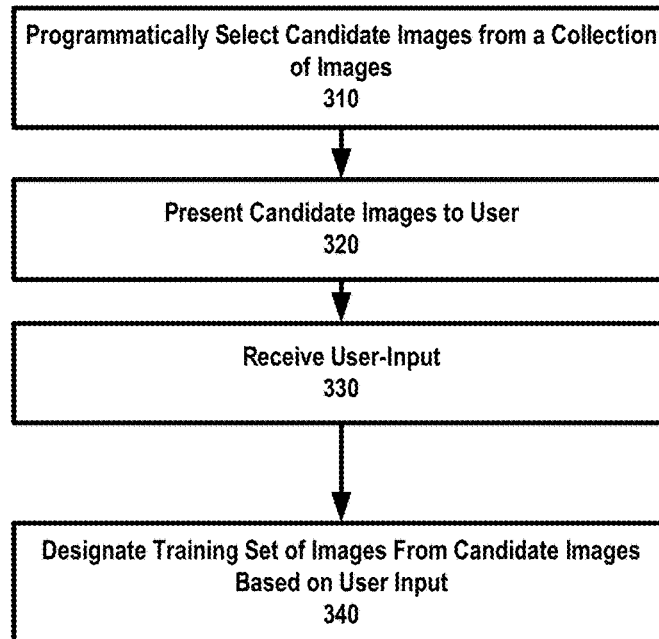 Programmatically Select Candidate Images from a Collection
of Images
310
Present Candidate Images to User
320
Receive User-Input
330
Designate Training Set of Images From Candidate Images
Based on User Input
340